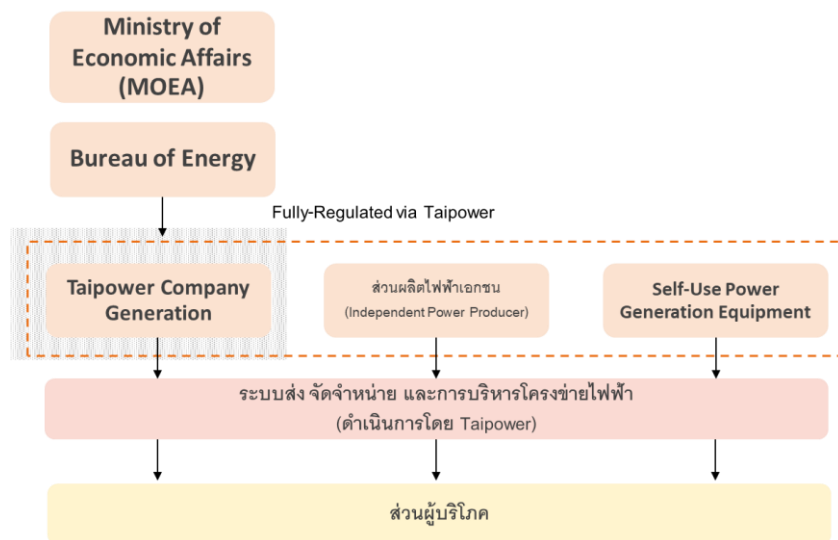 Ministry of
Economic Affairs
(MOEA)
Bureau of Energy
Fully-Regulated via Taipower
Taipower Company
Generation
ส่วนผลิตไฟฟ้าเอกชน
(Independent Power Producer)
Self-Use Power
Generation Equipment
ระบบส่ง จัดจำหน่าย และการบริหารโครงข่ายไฟฟ้า
(ดำเนินการโดย Taipower)
ส่วนผู้บริโภค